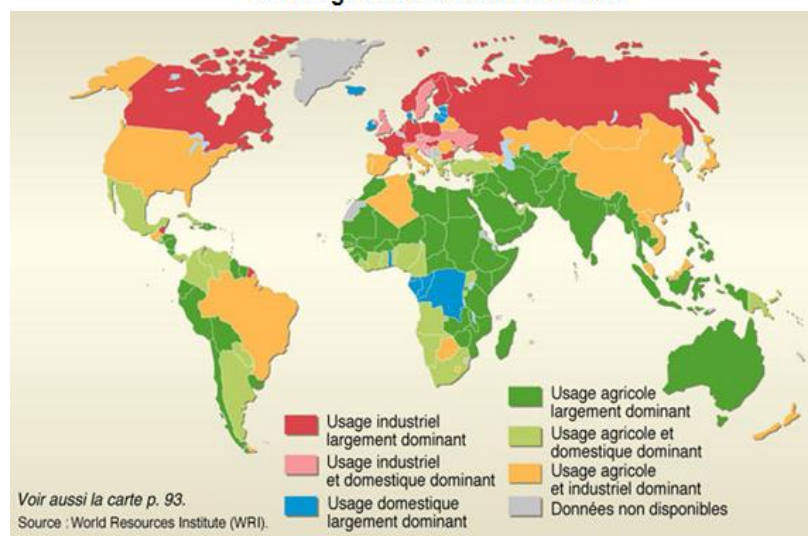 Usage industriel
largement dominant
Usage industriel
et domestique dominant
Usage domestique
largement dominant
Usage agricole
largement dominant
Usage agricole et
domestique dominant
Usage agricole
et industriel dominant
Données non disponibles
Voir aussi la carte p. 93.
Source : World Resources Institute (WRI).